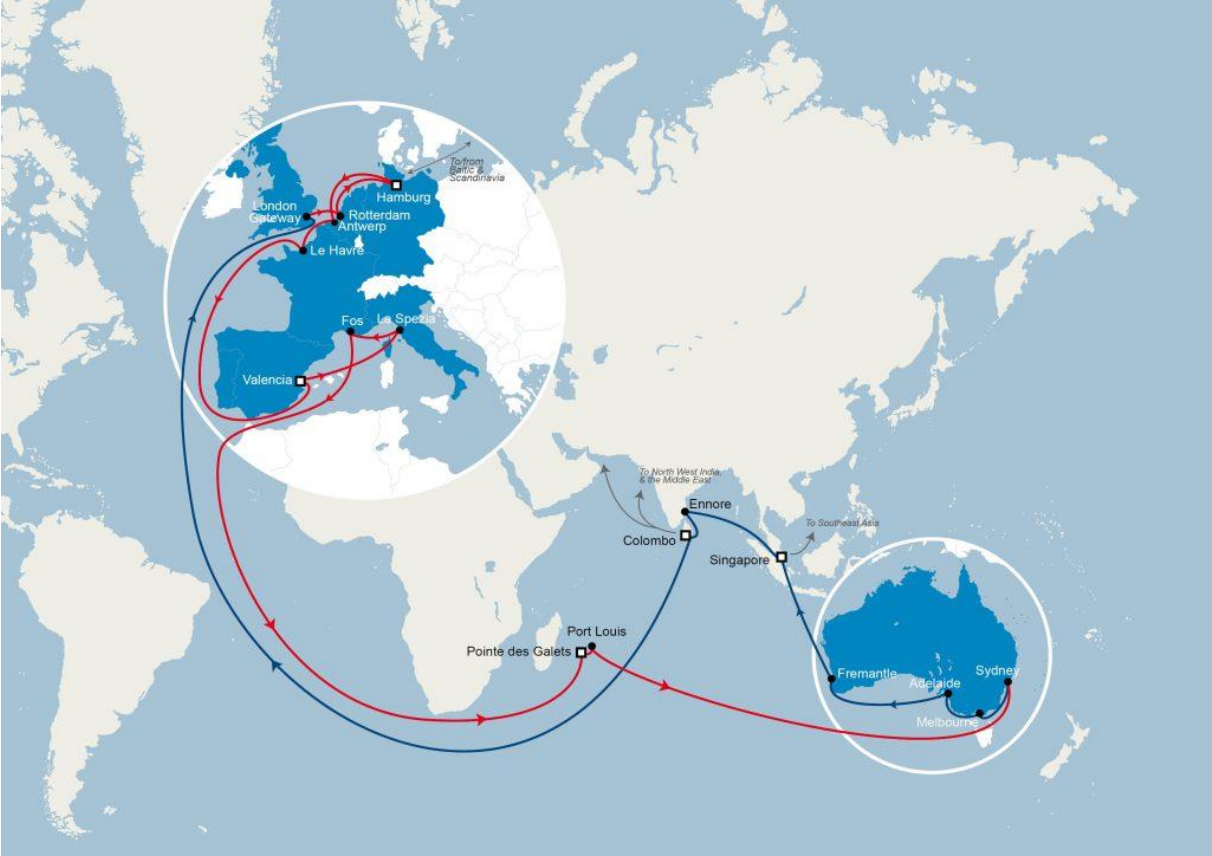 To/from
Baltic &
Scandinavia
Hamburg
London
Gateway
Rotterdam
Antwerp
Le Havre
Fos
La Spezia
Valencia
To North West India,
& the Middle East
Ennore
Colombo
To Southeast Asia
Singapore
Port Louis
Pointe des Galets
Fremantle
Sydney
Adelaide
Melbourne